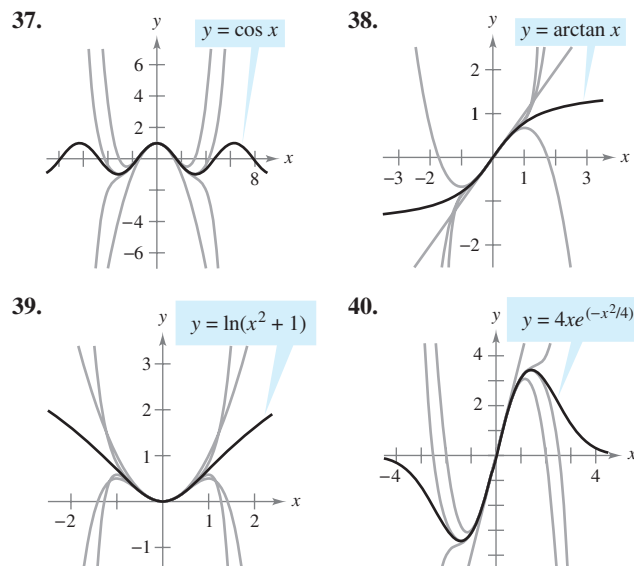 37.
y
y = cos x
6
4
2
x
8
−4
−6
38.
y
y = arctan x
2
1
x
−3 −2 1 3
−2
39.
y
y = ln(x² + 1)
3
2
1
x
−2 1 2
−1
40.
y
y = 4xe^(−x²/4)
4
2
x
−4 4